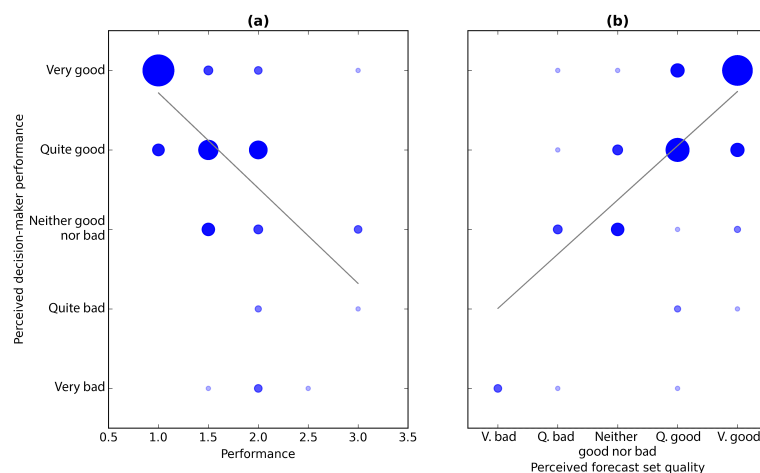 (a)
(b)
Perceived decision-maker performance
Very good
Quite good
Neither good
nor bad
Quite bad
Very bad
0.5 1.0 1.5 2.0 2.5 3.0 3.5
Performance
V. bad Q. bad Neither Q. good V. good
good nor bad
Perceived forecast set quality